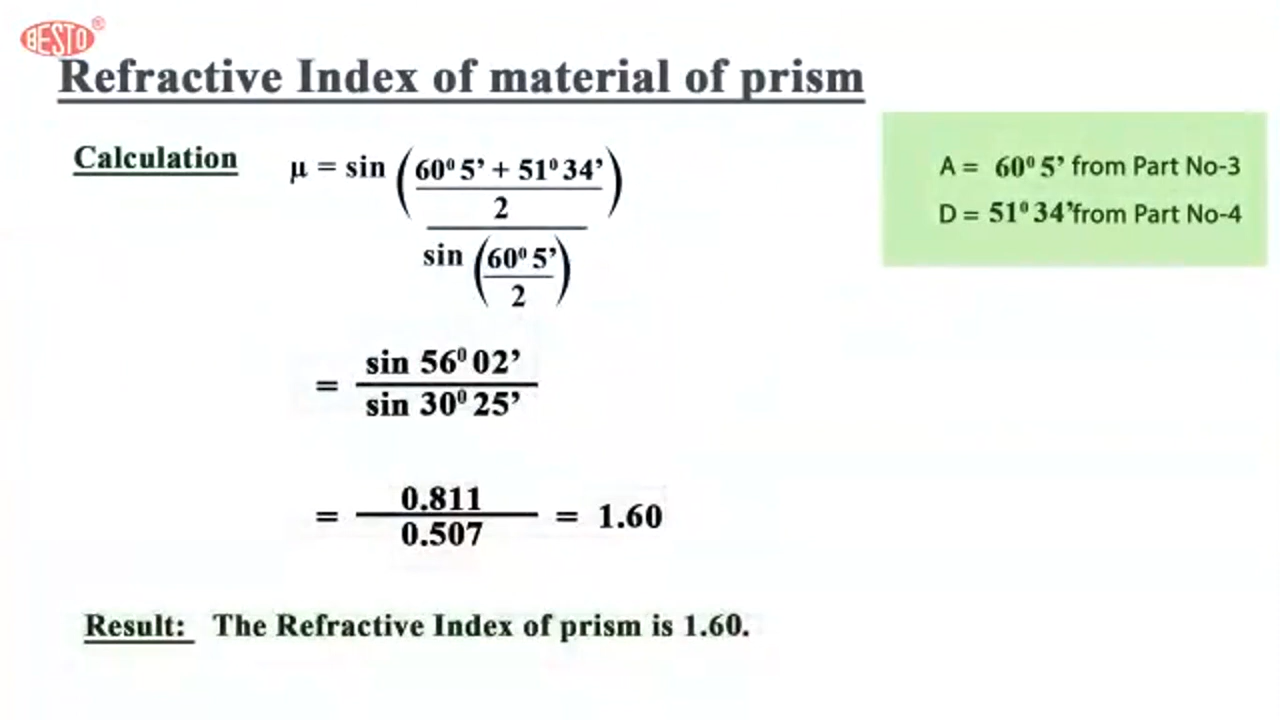 BESTO®
Refractive Index of material of prism
Calculation
μ = sin (60⁰ 5’ + 51⁰ 34’)
2
sin (60⁰ 5’)
2
A = 60⁰ 5’ from Part No-3
D = 51⁰ 34’from Part No-4
= sin 56⁰ 02’
sin 30⁰ 25’
= 0.811 = 1.60
0.507
Result: The Refractive Index of prism is 1.60.